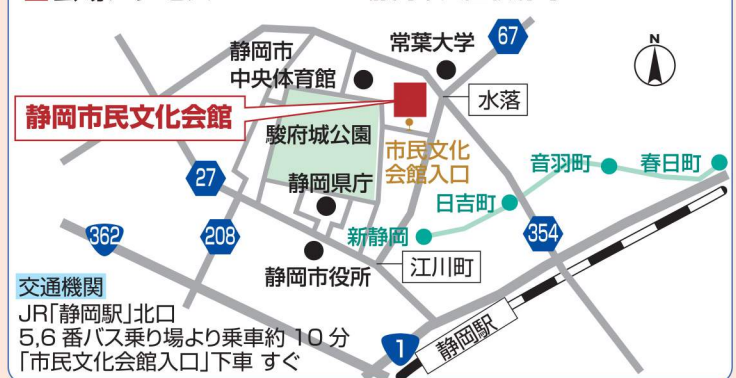 静岡市
中央体育館
常葉大学
67
N
水落
静岡市民文化会館
駿府城公園
市民文化
会館入口
音羽町
春日町
27
静岡県庁
日吉町
362
208
新静岡
354
静岡市役所
江川町
交通機関
JR「静岡駅」北口
5,6番バス乗り場より乗車約10分
「市民文化会館入口」下車 すぐ
1
静岡駅